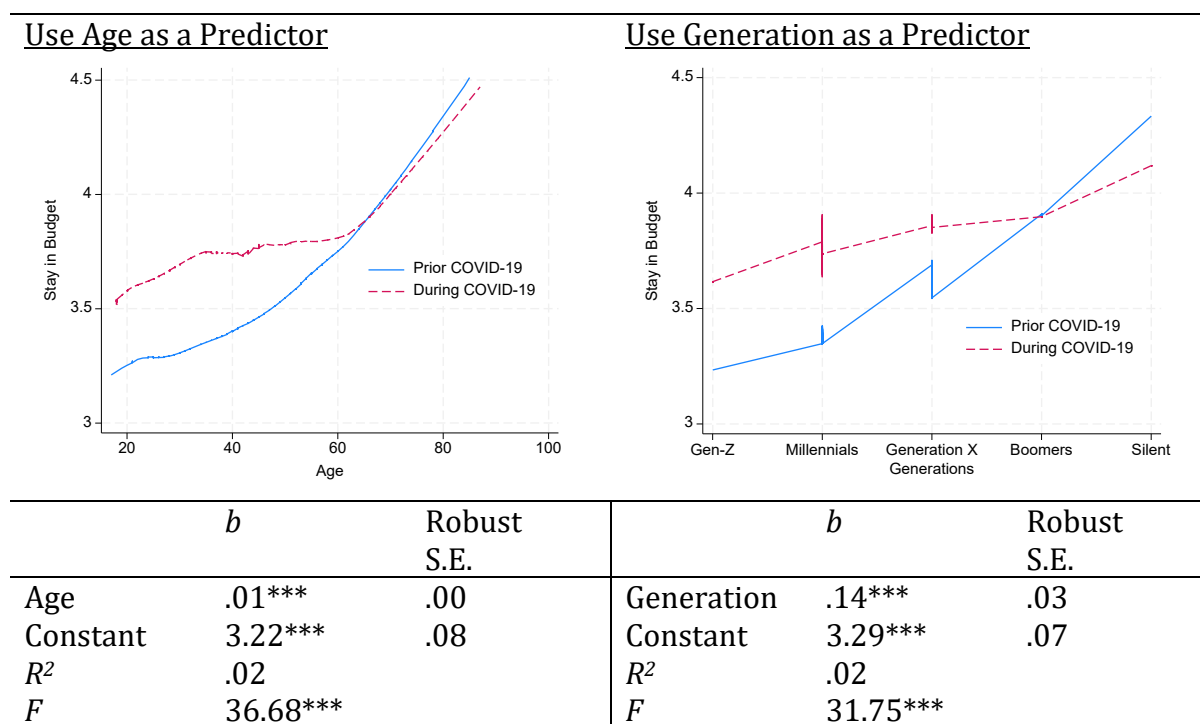 Use Age as a Predictor
4.5
4
3.5
3
Stay in Budget
Prior COVID-19
During COVID-19
20 40 60 80 100
Age
Use Generation as a Predictor
4.5
4
3.5
3
Stay in Budget
Prior COVID-19
During COVID-19
Gen-Z Millennials Generation X Boomers Silent
Generations
b Robust
S.E.
Age .01*** .00
Constant 3.22*** .08
R² .02
F 36.68***
b Robust
S.E.
Generation .14*** .03
Constant 3.29*** .07
R² .02
F 31.75***